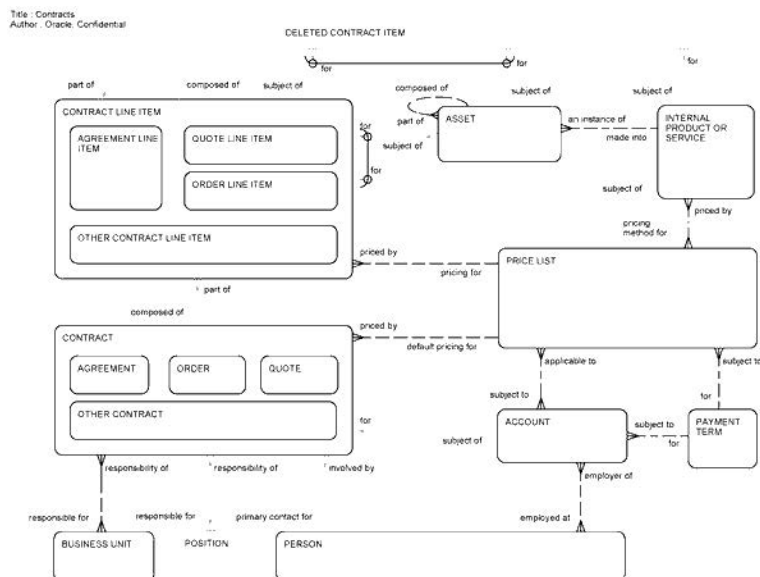 Title : Contracts
Author : Oracle Confidential
DELETED CONTRACT ITEM
for
for
for
part of
composed of
subject of
composed of
subject of
subject of
CONTRACT LINE ITEM
AGREEMENT LINE
ITEM
QUOTE LINE ITEM
ORDER LINE ITEM
OTHER CONTRACT LINE ITEM
for
for
subject of
part of
ASSET
an instance of
made into
INTERNAL
PRODUCT OR
SERVICE
subject of
priced by
pricing
method for
priced by
pricing for
PRICE LIST
part of
composed of
priced by
default pricing for
CONTRACT
AGREEMENT
ORDER
QUOTE
OTHER CONTRACT
for
applicable to
subject to
subject to
for
subject of
ACCOUNT
subject to
for
PAYMENT
TERM
responsibility of
responsibility of
involved by
employer of
responsible for
responsible for
primary contact for
employed at
BUSINESS UNIT
POSITION
PERSON